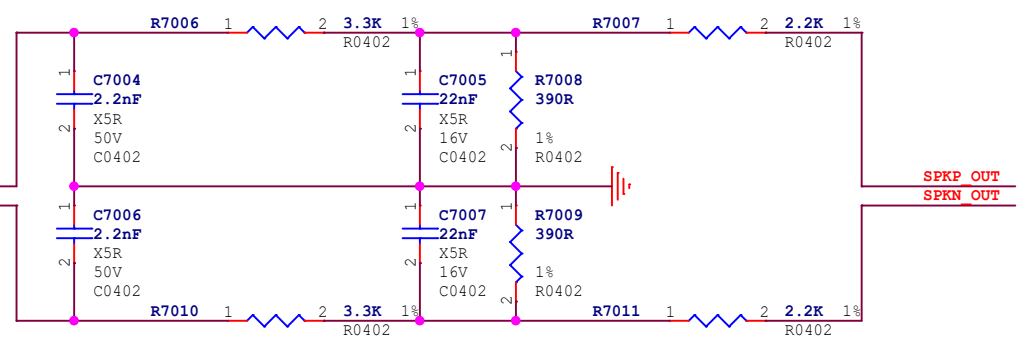 R7006 1 2 3.3K 1% R7007 1 2 2.2K 1%
R0402 R0402
1 C7004 1 C7005 1 R7008
2.2nF 22nF 390R
X5R X5R
2 50V 2 16V 2 1%
C0402 C0402 R0402
SPKP_OUT
SPKN_OUT
1 C7006 1 C7007 1 R7009
2.2nF 22nF 390R
X5R X5R
2 50V 2 16V 2 1%
C0402 C0402 R0402
R7010 1 2 3.3K 1% R7011 1 2 2.2K 1%
R0402 R0402